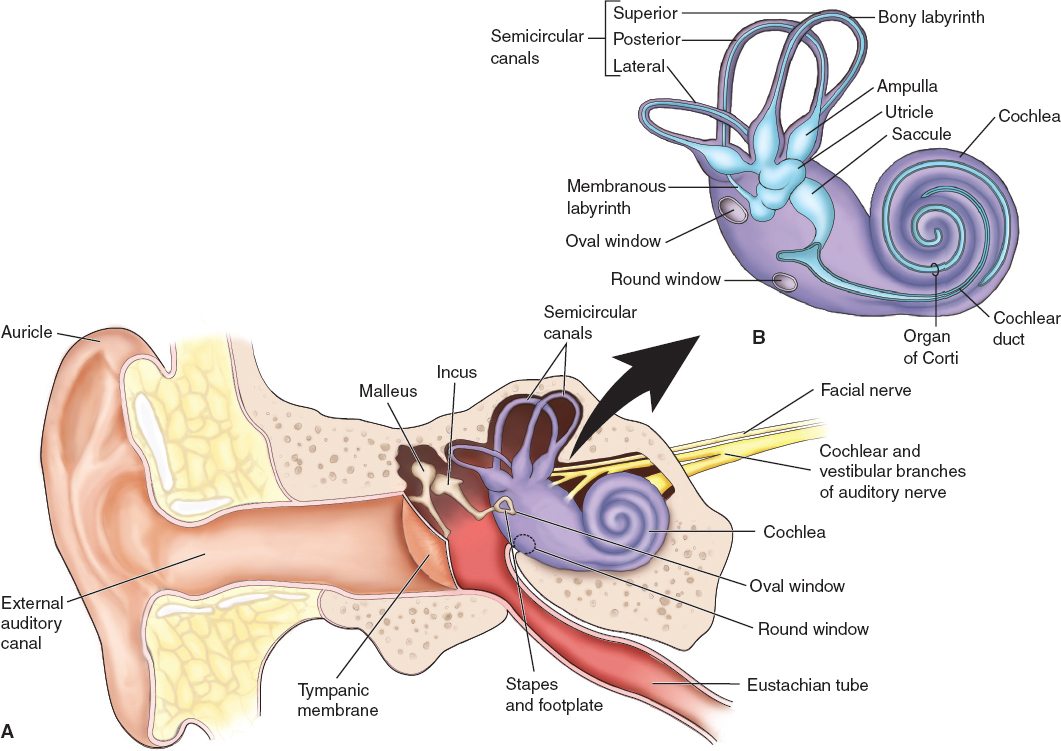 Semicircular
canals
Superior
Posterior
Lateral
Bony labyrinth
Ampulla
Utricle
Saccule
Cochlea
Membranous
labyrinth
Oval window
Round window
Organ
of Corti
Cochlear
duct
B
Auricle
Malleus
Incus
Semicircular
canals
Facial nerve
Cochlear and
vestibular branches
of auditory nerve
Cochlea
Oval window
Round window
Eustachian tube
External
auditory
canal
Tympanic
membrane
Stapes
and footplate
A